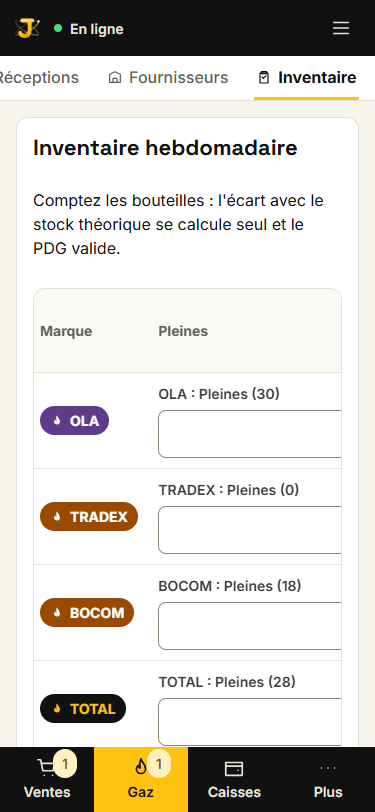 J
En ligne
Réceptions
Fournisseurs
Inventaire
Inventaire hebdomadaire
Comptez les bouteilles : l'écart avec le
stock théorique se calcule seul et le
PDG valide.
Marque
Pleines
OLA : Pleines (30)
OLA
TRADEX : Pleines (0)
TRADEX
BOCOM : Pleines (18)
BOCOM
TOTAL : Pleines (28)
TOTAL
1
1
Ventes
Gaz
Caisses
Plus